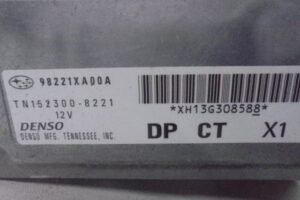 98221XA00A
TN152300-8221
12V
DENSO
DENSO MFG. TENNESSEE, INC.
*XH13G308588*
DP CT X1